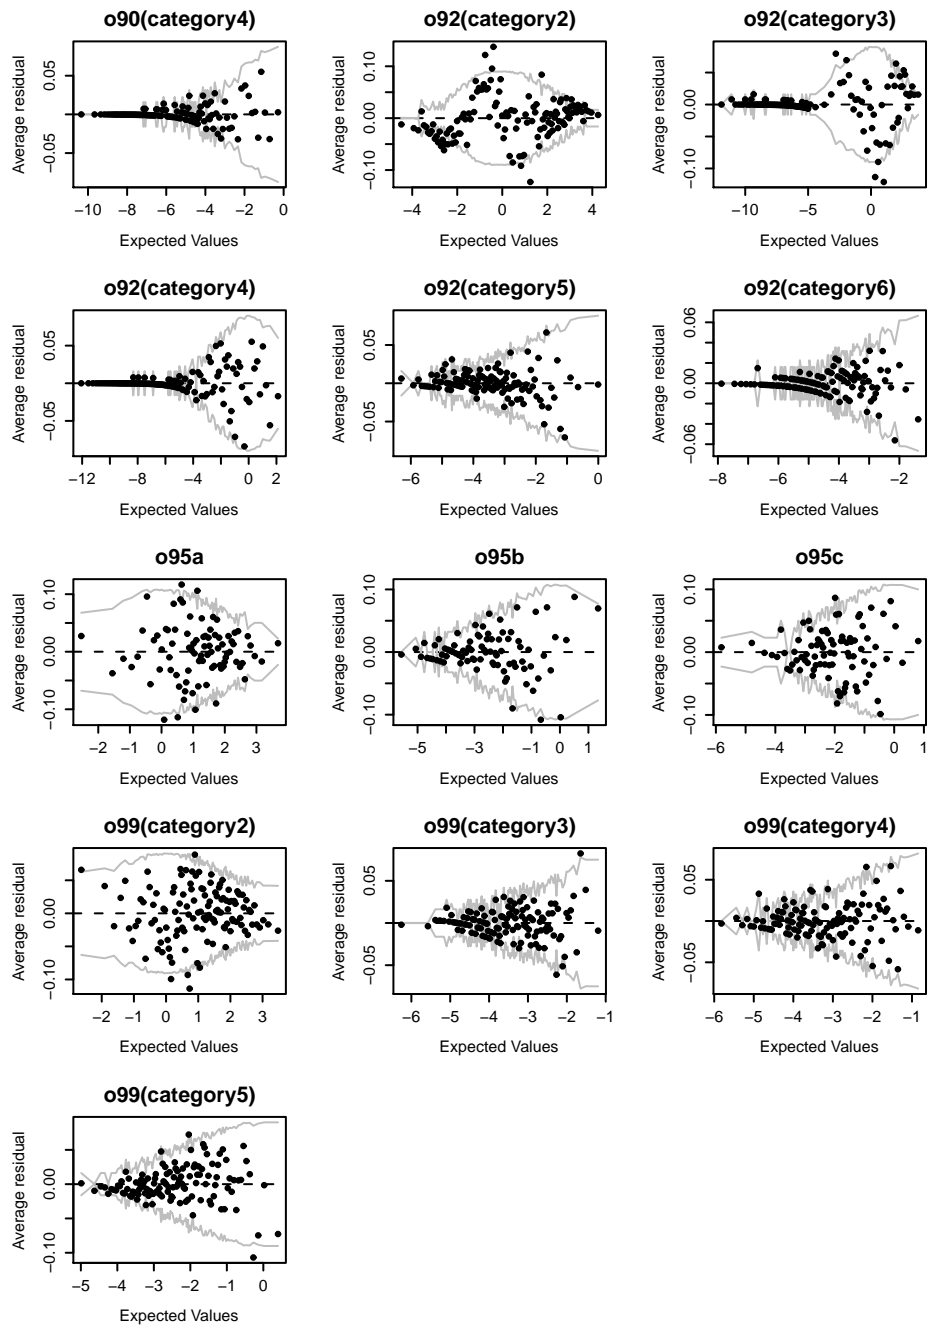 o90(category4)
Average residual
0.05
−0.05
−10 −8 −6 −4 −2 0
Expected Values
o92(category2)
Average residual
0.10
0.00
−0.10
−4 −2 0 2 4
Expected Values
o92(category3)
Average residual
0.00
−0.10
−10 −5 0
Expected Values
o92(category4)
Average residual
0.05
−0.05
−12 −8 −4 0 2
Expected Values
o92(category5)
Average residual
0.05
−0.05
−6 −4 −2 0
Expected Values
o92(category6)
Average residual
0.06
0.00
−0.06
−8 −6 −4 −2
Expected Values
o95a
Average residual
0.10
0.00
−0.10
−2 −1 0 1 2 3
Expected Values
o95b
Average residual
0.10
0.00
−0.10
−5 −4 −3 −2 −1 0 1
Expected Values
o95c
Average residual
0.10
0.00
−0.10
−6 −5 −4 −3 −2 −1 0 1
Expected Values
o99(category2)
Average residual
0.00
−0.10
−2 −1 0 1 2 3
Expected Values
o99(category3)
Average residual
0.05
−0.05
−6 −5 −4 −3 −2 −1
Expected Values
o99(category4)
Average residual
0.05
−0.05
−6 −5 −4 −3 −2 −1
Expected Values
o99(category5)
Average residual
0.00
−0.10
−5 −4 −3 −2 −1 0
Expected Values